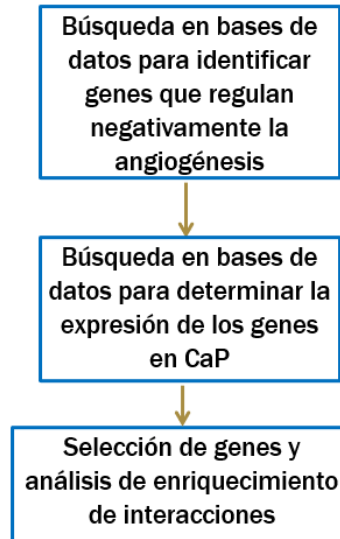 Búsqueda en bases de
datos para identificar
genes que regulan
negativamente la
angiogénesis
Búsqueda en bases de
datos para determinar la
expresión de los genes
en CaP
Selección de genes y
análisis de enriquecimiento
de interacciones